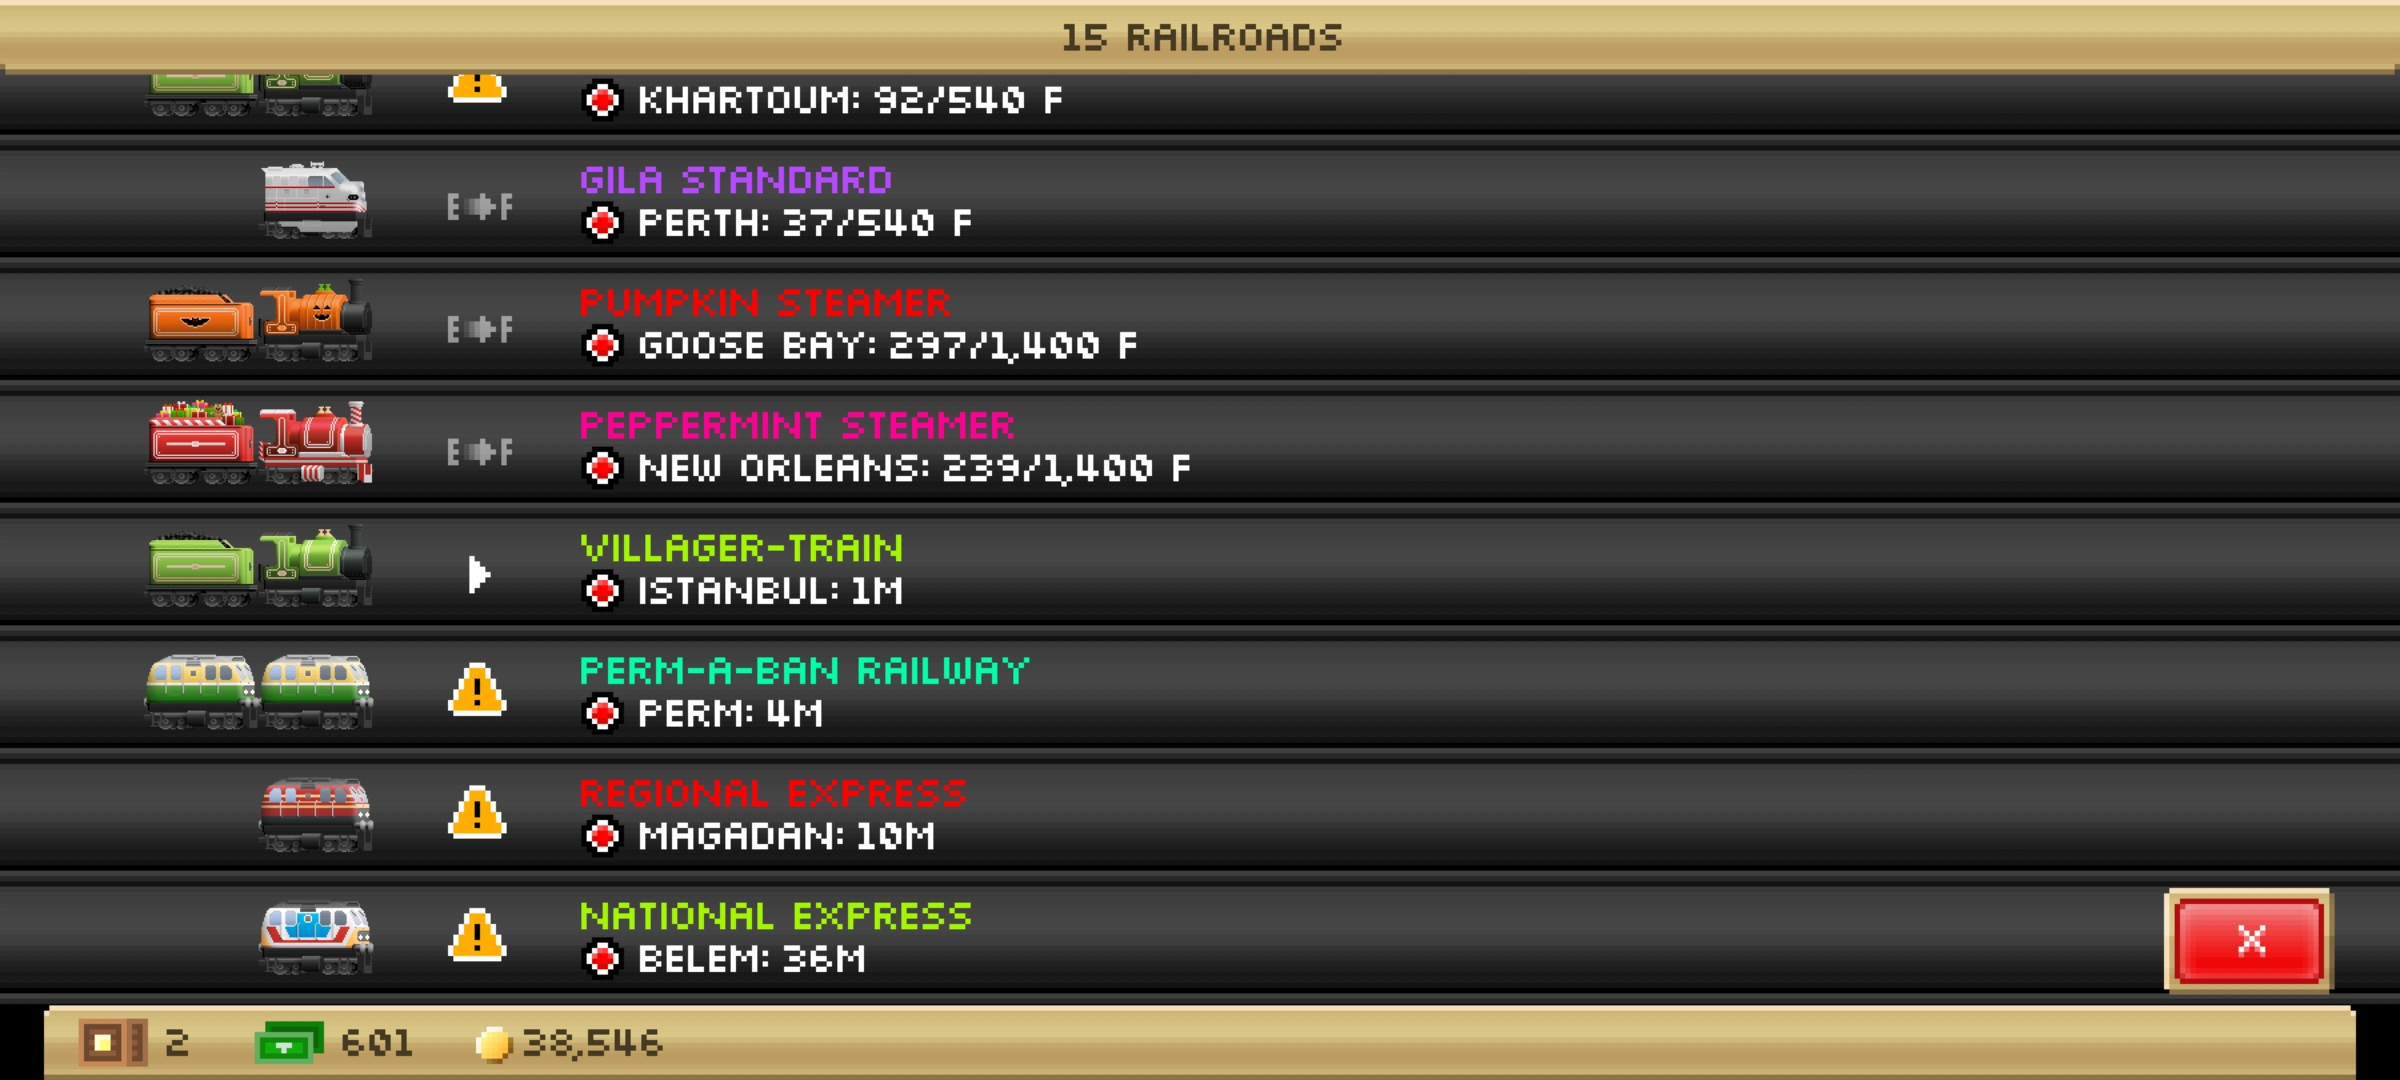 15 RAILROADS
KHARTOUM: 92/540 F
E F
GILA STANDARD
PERTH: 37/540 F
E F
PUMPKIN STEAMER
GOOSE BAY: 297/1,400 F
E F
PEPPERMINT STEAMER
NEW ORLEANS: 239/1,400 F
VILLAGER-TRAIN
ISTANBUL: 1M
!
PERM-A-BAN RAILWAY
PERM: 4M
!
REGIONAL EXPRESS
MAGADAN: 10M
!
NATIONAL EXPRESS
BELEM: 36M
X
2 601 38,546